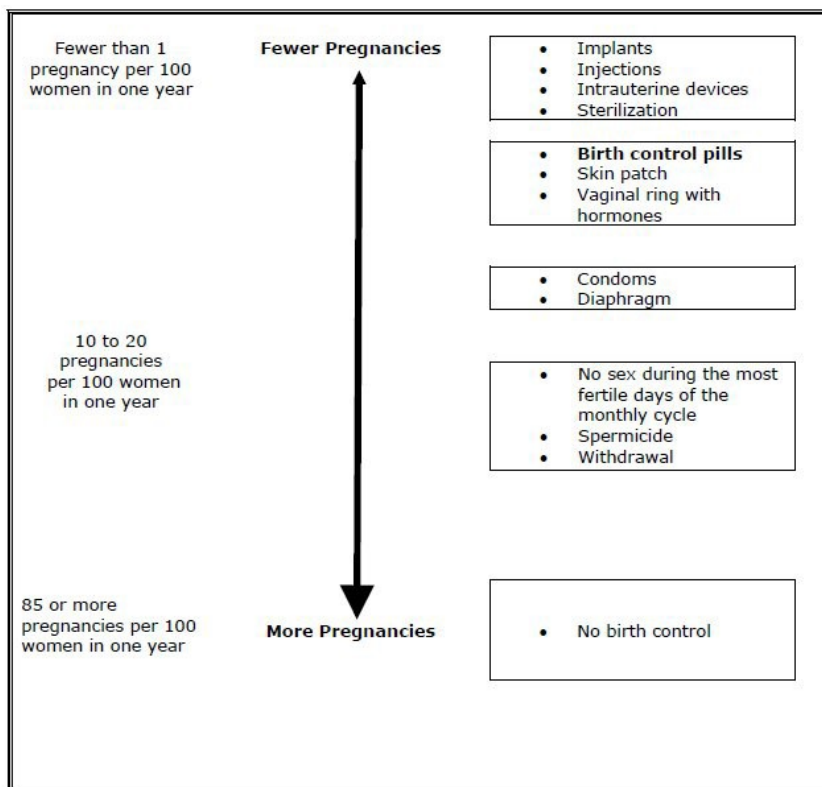 Fewer than 1
pregnancy per 100
women in one year
Fewer Pregnancies
• Implants
• Injections
• Intrauterine devices
• Sterilization
• Birth control pills
• Skin patch
• Vaginal ring with
hormones
• Condoms
• Diaphragm
10 to 20
pregnancies
per 100 women
in one year
• No sex during the most
fertile days of the
monthly cycle
• Spermicide
• Withdrawal
85 or more
pregnancies per 100
women in one year
More Pregnancies
• No birth control